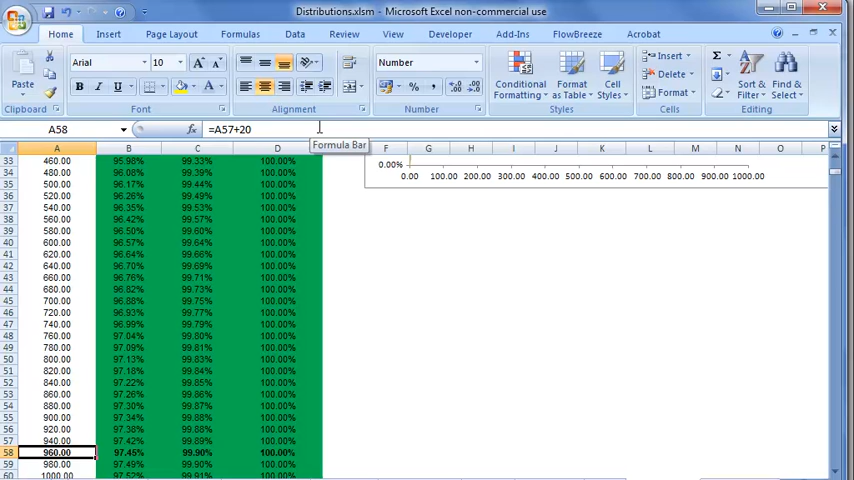 Distributions.xlsm - Microsoft Excel non-commercial use
Home Insert Page Layout Formulas Data Review View Developer Add-Ins FlowBreeze Acrobat
Paste Arial 10 Number Conditional Formatting Format as Table Cell Styles Insert Delete Format Sort & Filter Find & Select
Clipboard Font Alignment Number Styles Cells Editing
A58 fx =A57+20
Formula Bar
A B C D F G H I J K L M N O P
33 460.00 95.98% 99.33% 100.00% 0.00%
34 480.00 96.08% 99.39% 100.00% 0.00 100.00 200.00 300.00 400.00 500.00 600.00 700.00 800.00 900.00 1000.00
35 500.00 96.17% 99.44% 100.00%
36 520.00 96.26% 99.49% 100.00%
37 540.00 96.35% 99.53% 100.00%
38 560.00 96.42% 99.57% 100.00%
39 580.00 96.50% 99.60% 100.00%
40 600.00 96.57% 99.64% 100.00%
41 620.00 96.64% 99.66% 100.00%
42 640.00 96.70% 99.69% 100.00%
43 660.00 96.76% 99.71% 100.00%
44 680.00 96.82% 99.73% 100.00%
45 700.00 96.88% 99.75% 100.00%
46 720.00 96.93% 99.77% 100.00%
47 740.00 96.99% 99.79% 100.00%
48 760.00 97.04% 99.80% 100.00%
49 780.00 97.09% 99.81% 100.00%
50 800.00 97.13% 99.83% 100.00%
51 820.00 97.18% 99.84% 100.00%
52 840.00 97.22% 99.85% 100.00%
53 860.00 97.26% 99.86% 100.00%
54 880.00 97.30% 99.87% 100.00%
55 900.00 97.34% 99.88% 100.00%
56 920.00 97.38% 99.88% 100.00%
57 940.00 97.42% 99.89% 100.00%
58 960.00 97.45% 99.90% 100.00%
59 980.00 97.49% 99.90% 100.00%
60 1000.00 97.52% 99.91% 100.00%